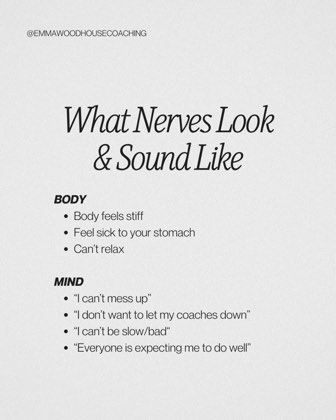 @EMMAWOODHOUSECOACHING
What Nerves Look
& Sound Like
BODY
• Body feels stiff
• Feel sick to your stomach
• Can't relax
MIND
• “I can't mess up”
• “I don't want to let my coaches down”
• “I can't be slow/bad“
• “Everyone is expecting me to do well”